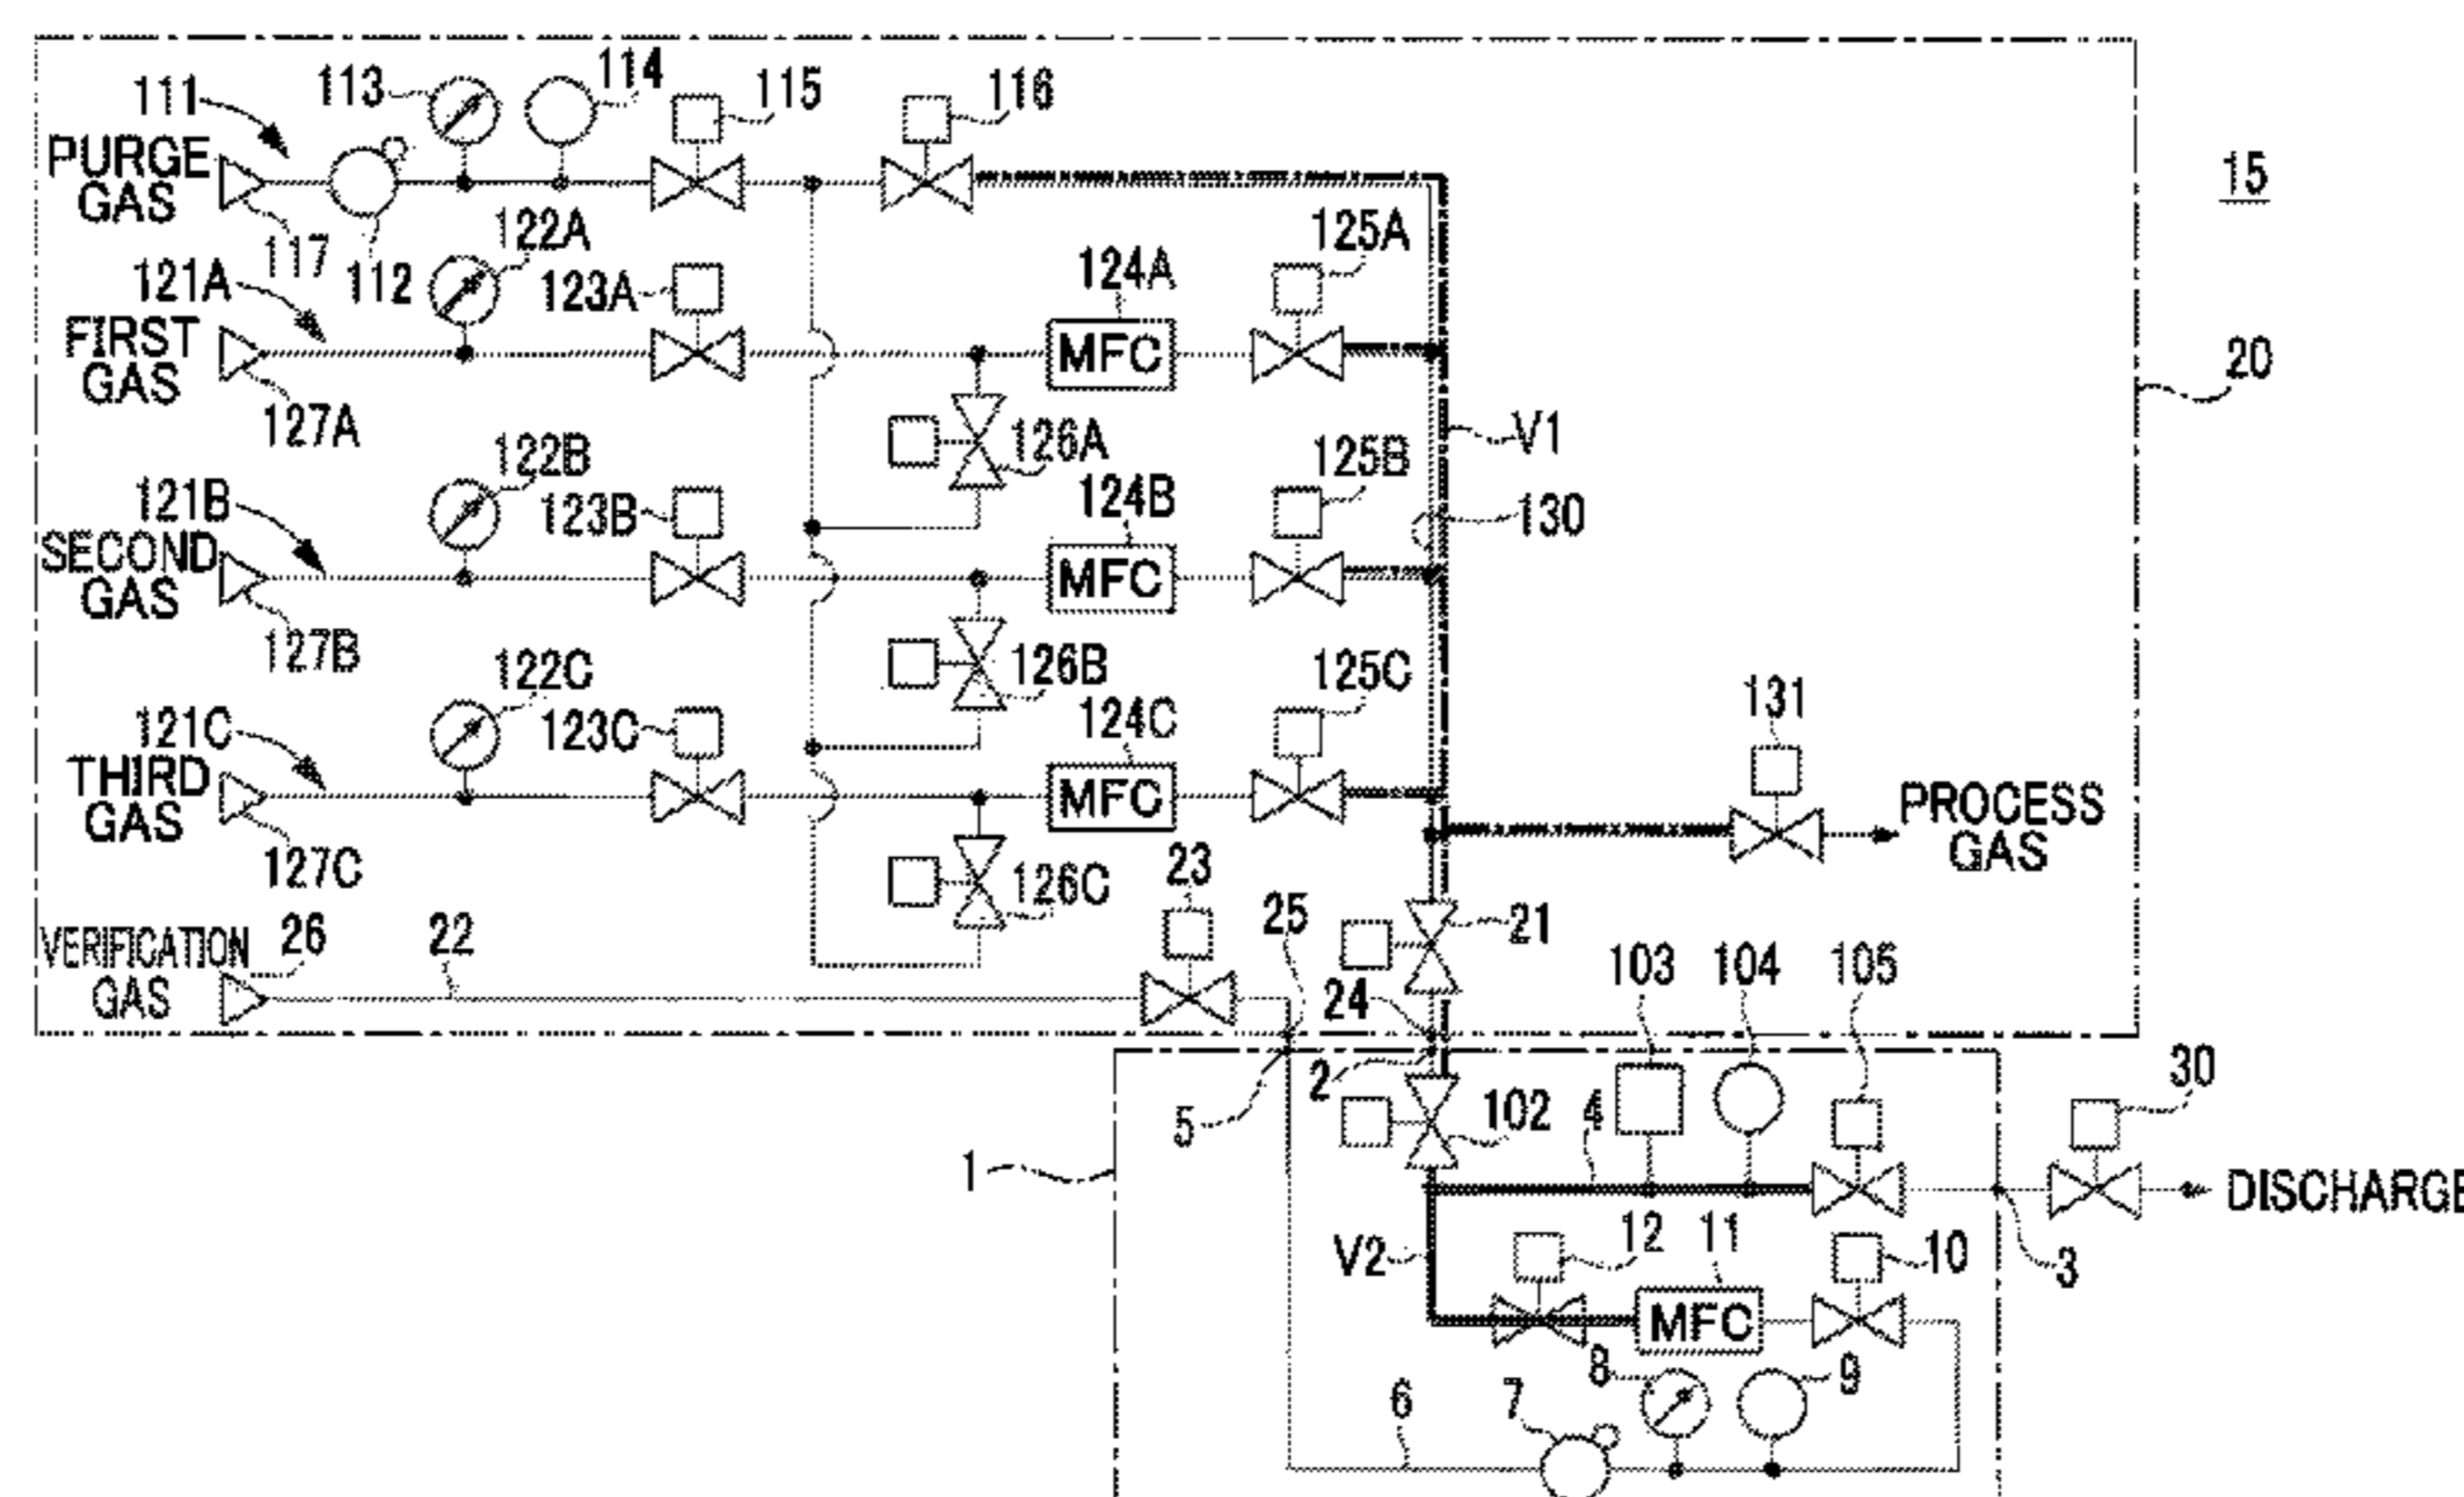 113 114 115 116
111
PURGE GAS
117 112
15
122A 125A
121A 123A 124A
FIRST GAS
127A
20
V1
126A
122B 125B
121B 123B 124B
130
SECOND GAS
MFC
MFC
127B
126B
122C 125C
121C 123C 124C
131
THIRD GAS
MFC
PROCESS GAS
127C
126C 23
25 21
VERIFICATION GAS
26 22
24 103 104 105
2 30
5 102 4
1
DISCHARGE
12 11 10
V2 3
MFC
8 9
6 7